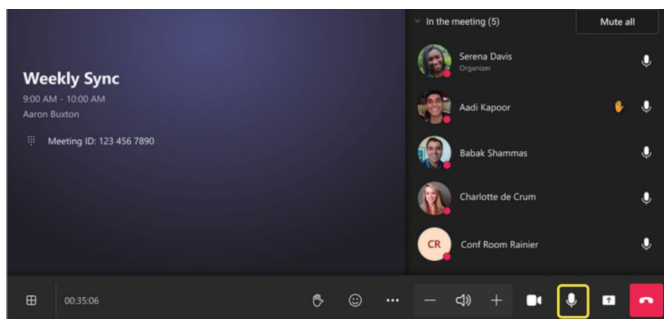 In the meeting (5)
Mute all
Serena Davis
Organizer
Weekly Sync
9:00 AM - 10:00 AM
Aaron Buxton
Aadi Kapoor
Meeting ID: 123 456 7890
Babak Shammas
Charlotte de Crum
CR
Conf Room Rainier
00:35:06